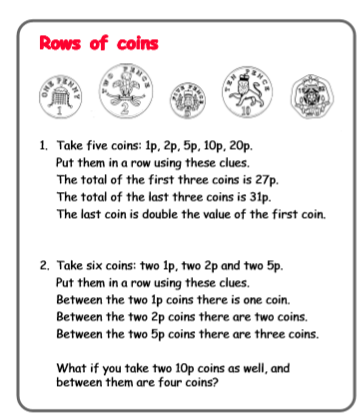 Rows of coins
ONE PENNY
1
TWO PENCE
2
FIVE PENCE
5
TEN PENCE
10
1. Take five coins: 1p, 2p, 5p, 10p, 20p.
Put them in a row using these clues.
The total of the first three coins is 27p.
The total of the last three coins is 31p.
The last coin is double the value of the first coin.
2. Take six coins: two 1p, two 2p and two 5p.
Put them in a row using these clues.
Between the two 1p coins there is one coin.
Between the two 2p coins there are two coins.
Between the two 5p coins there are three coins.
What if you take two 10p coins as well, and
between them are four coins?